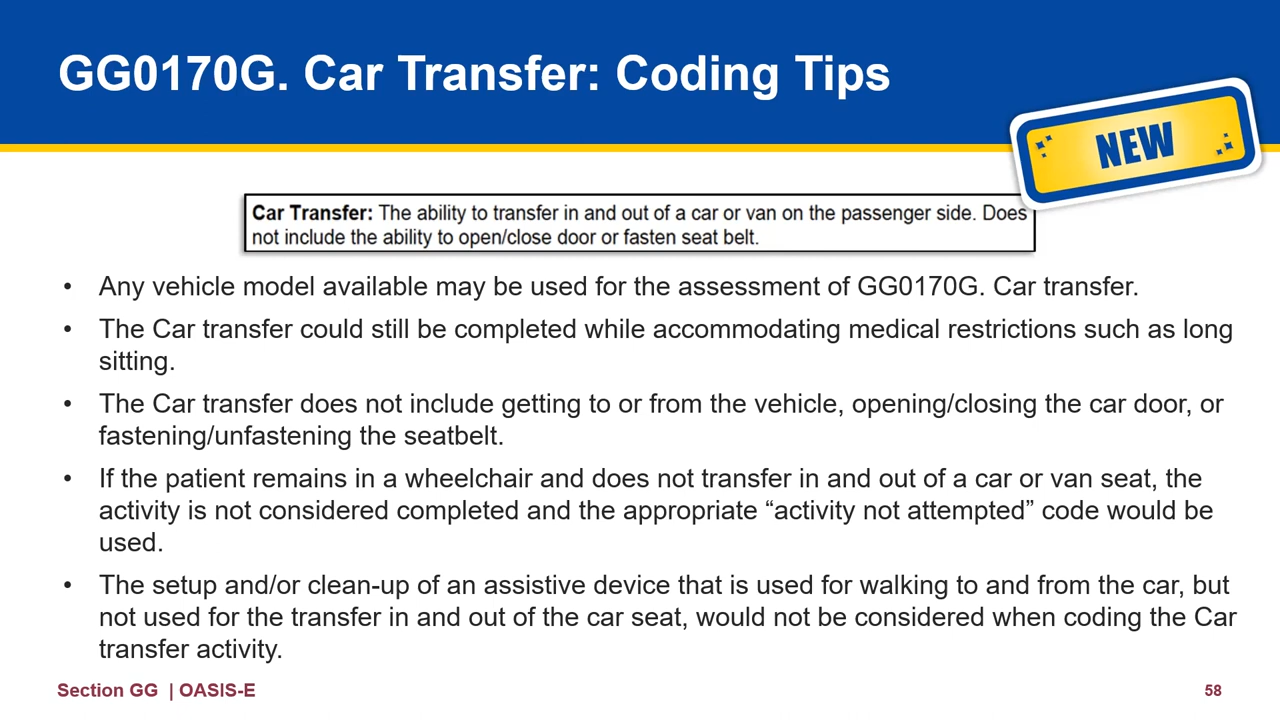 GG0170G. Car Transfer: Coding Tips
NEW
Car Transfer: The ability to transfer in and out of a car or van on the passenger side. Does
not include the ability to open/close door or fasten seat belt.
• Any vehicle model available may be used for the assessment of GG0170G. Car transfer.
• The Car transfer could still be completed while accommodating medical restrictions such as long
sitting.
• The Car transfer does not include getting to or from the vehicle, opening/closing the car door, or
fastening/unfastening the seatbelt.
• If the patient remains in a wheelchair and does not transfer in and out of a car or van seat, the
activity is not considered completed and the appropriate “activity not attempted” code would be
used.
• The setup and/or clean-up of an assistive device that is used for walking to and from the car, but
not used for the transfer in and out of the car seat, would not be considered when coding the Car
transfer activity.
Section GG | OASIS-E
58